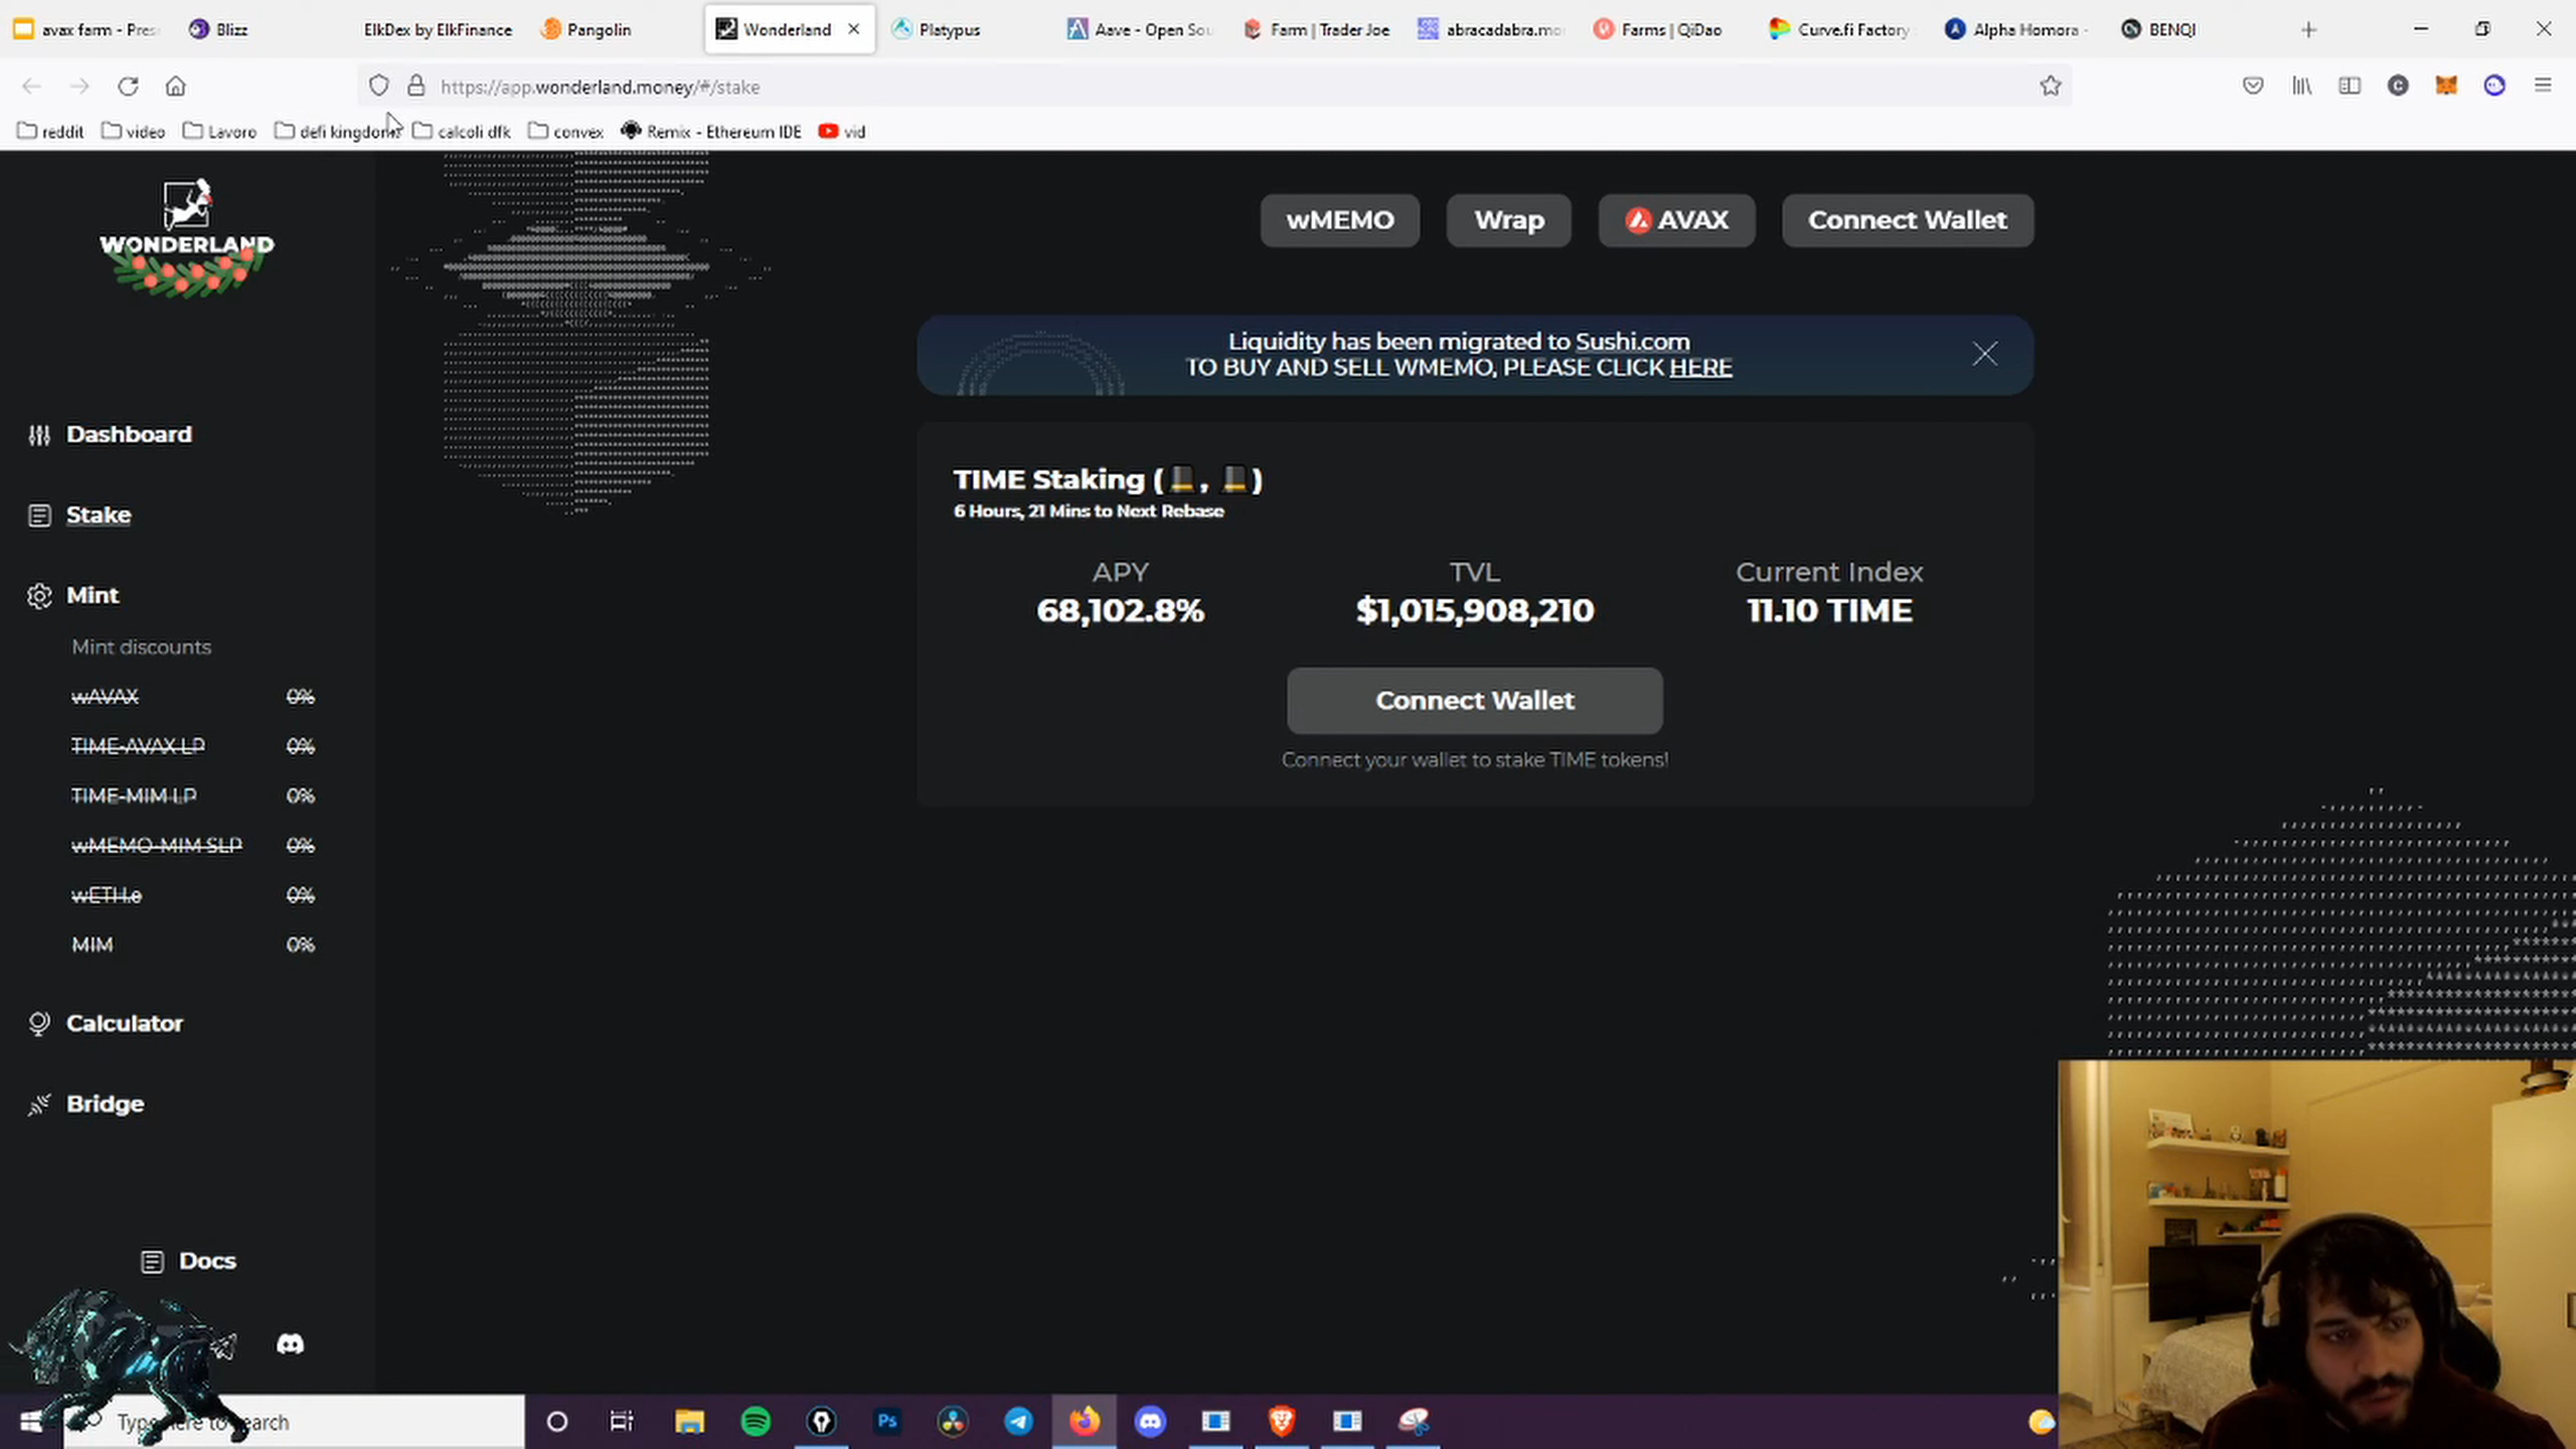 avax farm - Pres
Blizz
ElkDex by ElkFinance
Pangolin
Wonderland
Platypus
Aave - Open Sou
Farm | Trader Joe
abracadabra.mo
Farms | QiDao
Curve.fi Factory
Alpha Homora -
BENQI
https://app.wonderland.money/#/stake
reddit
video
Lavoro
defi kingdoms
calcoli dfk
convex
Remix - Ethereum IDE
vid
WONDERLAND
wMEMO
Wrap
AVAX
Connect Wallet
Liquidity has been migrated to Sushi.com
TO BUY AND SELL WMEMO, PLEASE CLICK HERE
Dashboard
Stake
Mint
Mint discounts
wAVAX 0%
TIME-AVAX LP 0%
TIME-MIM LP 0%
wMEMO-MIM SLP 0%
wETH.e 0%
MIM 0%
Calculator
Bridge
Docs
TIME Staking (🎩, 🎩)
6 Hours, 21 Mins to Next Rebase
APY
68,102.8%
TVL
$1,015,908,210
Current Index
11.10 TIME
Connect Wallet
Connect your wallet to stake TIME tokens!
Type here to search
Ps